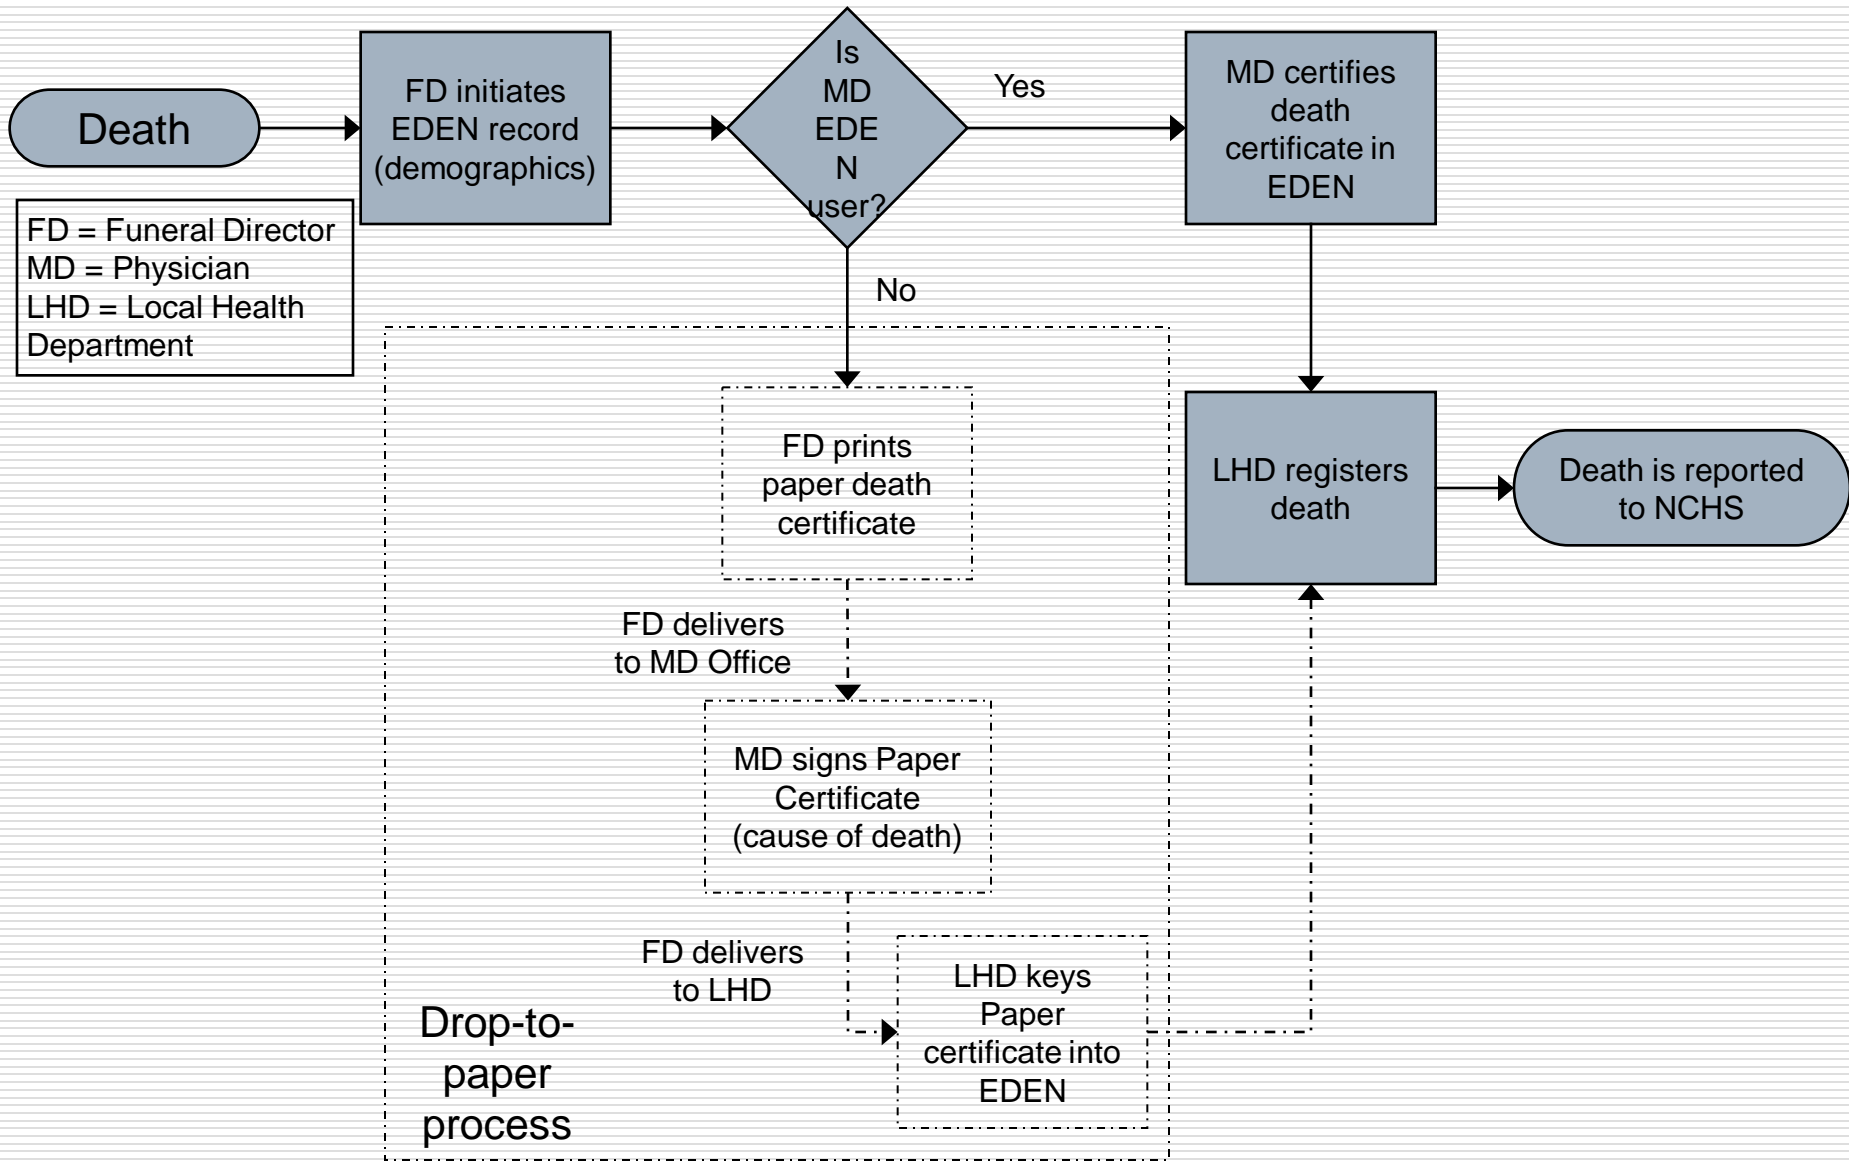 Death
FD initiates
EDEN record
(demographics)
Is
MD
EDE
N
user?
Yes
MD certifies
death
certificate in
EDEN
FD = Funeral Director
MD = Physician
LHD = Local Health
Department
No
FD prints
paper death
certificate
LHD registers
death
Death is reported
to NCHS
FD delivers
to MD Office
MD signs Paper
Certificate
(cause of death)
FD delivers
to LHD
LHD keys
Paper
certificate into
EDEN
Drop-to-
paper
process